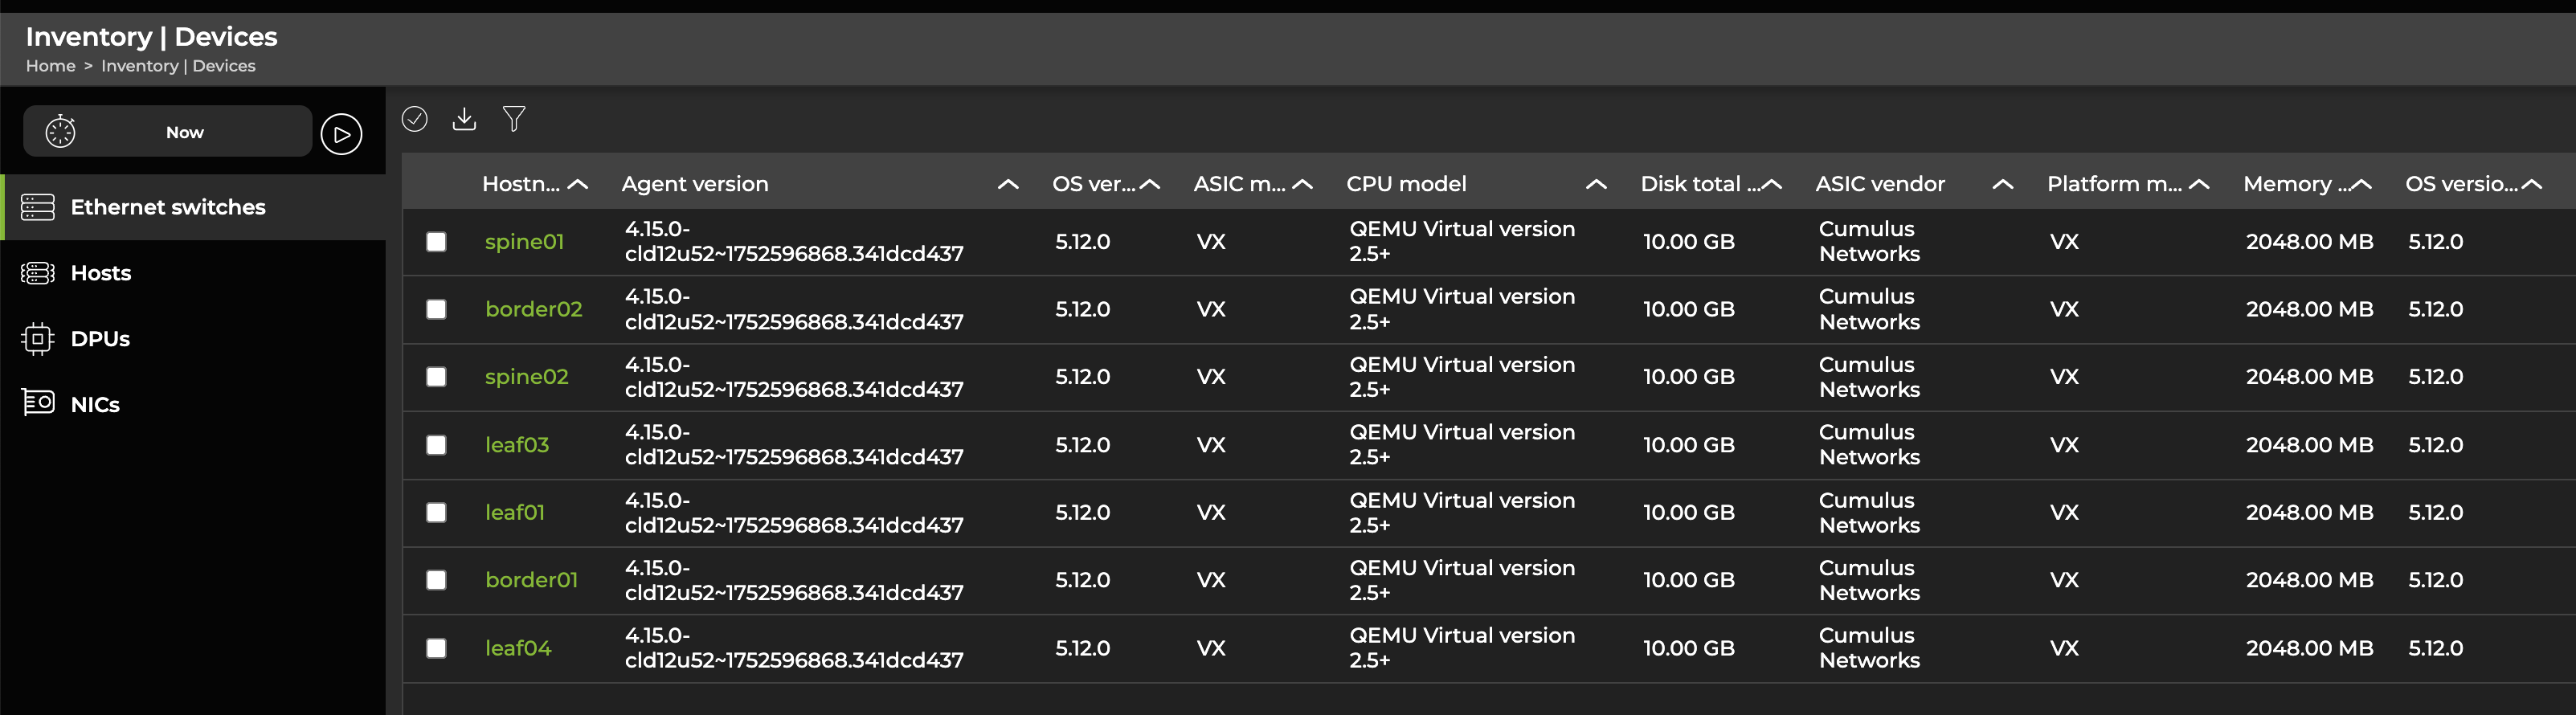 Inventory | Devices
Home > Inventory | Devices
Now
Ethernet switches
Hosts
DPUs
NICs
Hostn... Agent version OS ver... ASIC m... CPU model Disk total ... ASIC vendor Platform m... Memory ... OS versio...
spine01 4.15.0-cld12u52~1752596868.341dcd437 5.12.0 VX QEMU Virtual version 2.5+ 10.00 GB Cumulus Networks VX 2048.00 MB 5.12.0
border02 4.15.0-cld12u52~1752596868.341dcd437 5.12.0 VX QEMU Virtual version 2.5+ 10.00 GB Cumulus Networks VX 2048.00 MB 5.12.0
spine02 4.15.0-cld12u52~1752596868.341dcd437 5.12.0 VX QEMU Virtual version 2.5+ 10.00 GB Cumulus Networks VX 2048.00 MB 5.12.0
leaf03 4.15.0-cld12u52~1752596868.341dcd437 5.12.0 VX QEMU Virtual version 2.5+ 10.00 GB Cumulus Networks VX 2048.00 MB 5.12.0
leaf01 4.15.0-cld12u52~1752596868.341dcd437 5.12.0 VX QEMU Virtual version 2.5+ 10.00 GB Cumulus Networks VX 2048.00 MB 5.12.0
border01 4.15.0-cld12u52~1752596868.341dcd437 5.12.0 VX QEMU Virtual version 2.5+ 10.00 GB Cumulus Networks VX 2048.00 MB 5.12.0
leaf04 4.15.0-cld12u52~1752596868.341dcd437 5.12.0 VX QEMU Virtual version 2.5+ 10.00 GB Cumulus Networks VX 2048.00 MB 5.12.0